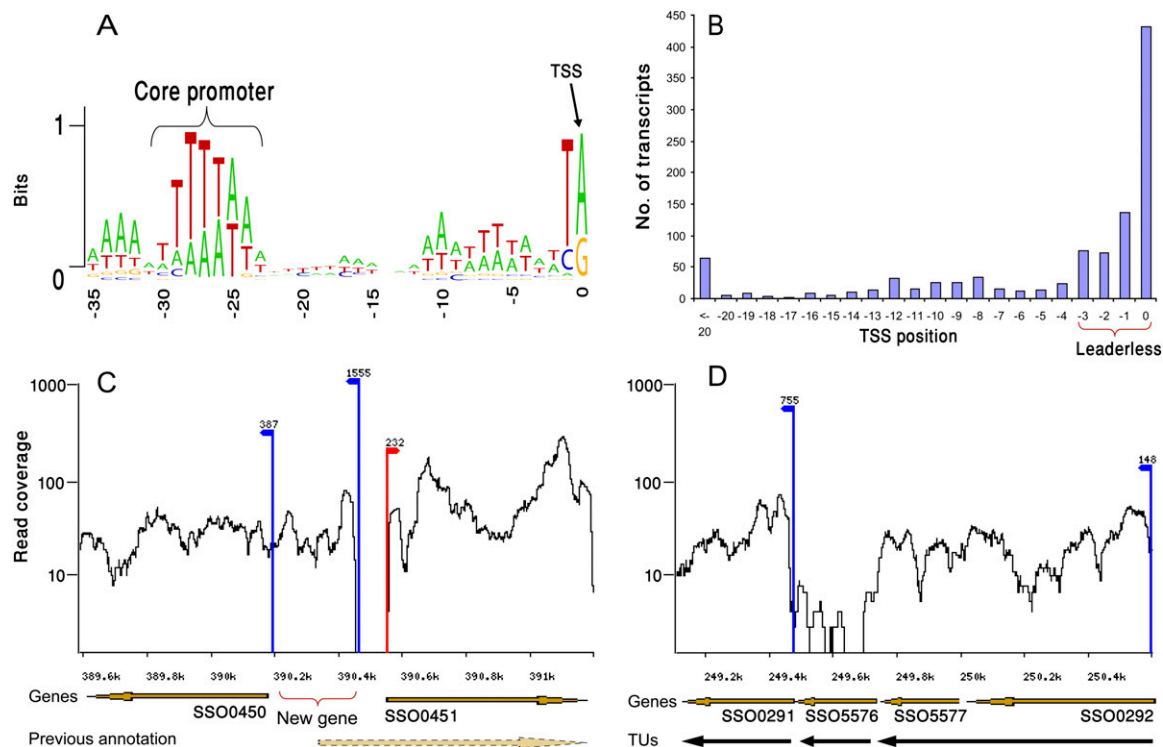 A
Core promoter
TSS
1
Bits
0
-35 -30 -25 -20 -15 -10 -5 0
B
No. of transcripts
450
400
350
300
250
200
150
100
50
0
<-20 -20 -19 -18 -17 -16 -15 -14 -13 -12 -11 -10 -9 -8 -7 -6 -5 -4 -3 -2 -1 0
TSS position
Leaderless
C
Read coverage
1000
100
10
387
1555
232
389.6k 389.8k 390k 390.2k 390.4k 390.6k 390.8k 391k
Genes
SSO0450
New gene
SSO0451
Previous annotation
D
1000
100
10
755
148
249.2k 249.4k 249.6k 249.8k 250k 250.2k 250.4k
Genes
SSO0291 SSO5576 SSO5577 SSO0292
TUs